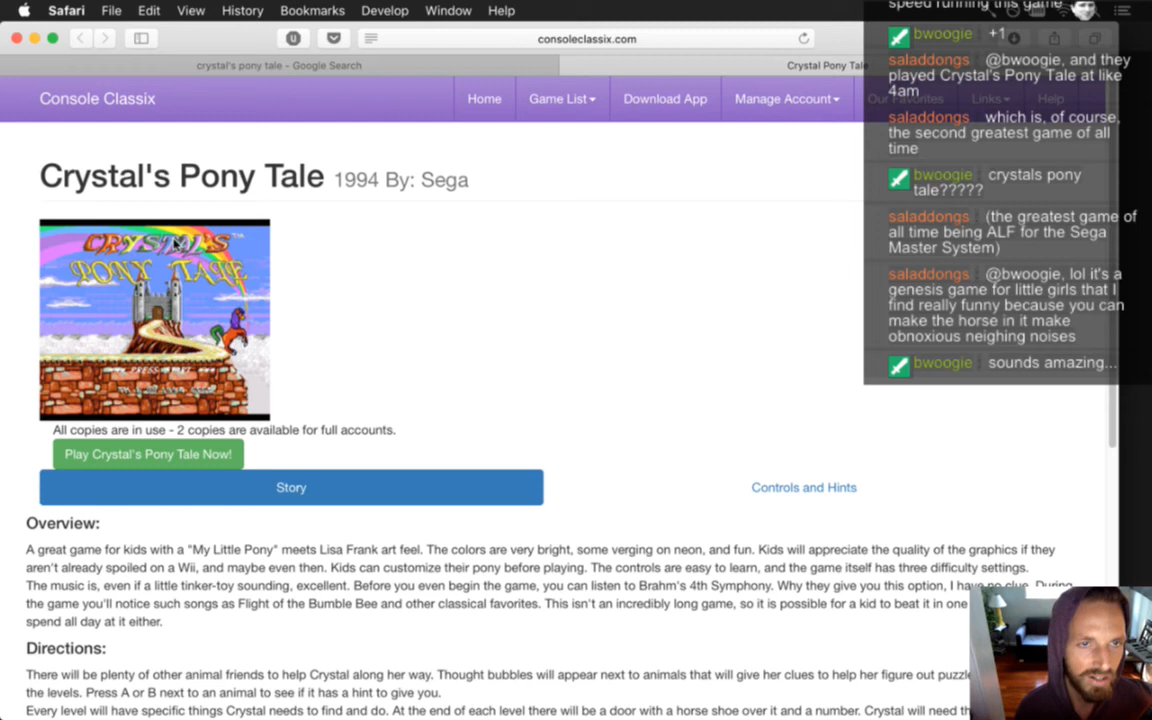 Safari File Edit View History Bookmarks Develop Window Help
consoleclassix.com
crystal's pony tale - Google Search
Crystal Pony Tale
Console Classix
Home
Game List
Download App
Manage Account
Our Favorites
Links
Help
Crystal's Pony Tale 1994 By: Sega
CRYSTAL'S
PONY TALE
PRESS START
All copies are in use - 2 copies are available for full accounts.
Play Crystal's Pony Tale Now!
Story
Controls and Hints
Overview:
A great game for kids with a "My Little Pony" meets Lisa Frank art feel. The colors are very bright, some verging on neon, and fun. Kids will appreciate the quality of the graphics if they
aren't already spoiled on a Wii, and maybe even then. Kids can customize their pony before playing. The controls are easy to learn, and the game itself has three difficulty settings.
The music is, even if a little tinker-toy sounding, excellent. Before you even begin the game, you can listen to Brahm's 4th Symphony. Why they give you this option, I have no clue. During
the game you'll notice such songs as Flight of the Bumble Bee and other classical favorites. This isn't an incredibly long game, so it is possible for a kid to beat it in one
spend all day at it either.
Directions:
There will be plenty of other animal friends to help Crystal along her way. Thought bubbles will appear next to animals that will give her clues to help her figure out
the levels. Press A or B next to an animal to see if it has a hint to give you.
Every level will have specific things Crystal needs to find and do. At the end of each level there will be a door with a horse shoe over it and a number. Crystal will need
speed running this game
bwoogie +1
saladdongs @bwoogie, and they
played Crystal's Pony Tale at like
4am
saladdongs which is, of course,
the second greatest game of all
time
bwoogie crystals pony
tale?????
saladdongs (the greatest game of
all time being ALF for the Sega
Master System)
saladdongs @bwoogie, lol it's a
genesis game for little girls that I
find really funny because you can
make the horse in it make
obnoxious neighing noises
bwoogie sounds amazing...